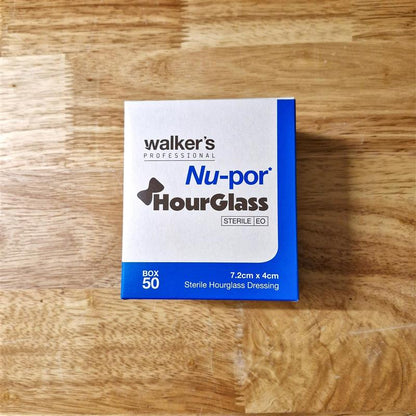 walker's
PROFESSIONAL
Nu-por
HourGlass
STERILE EO
BOX
50
7.2cm x 4cm
Sterile Hourglass Dressing